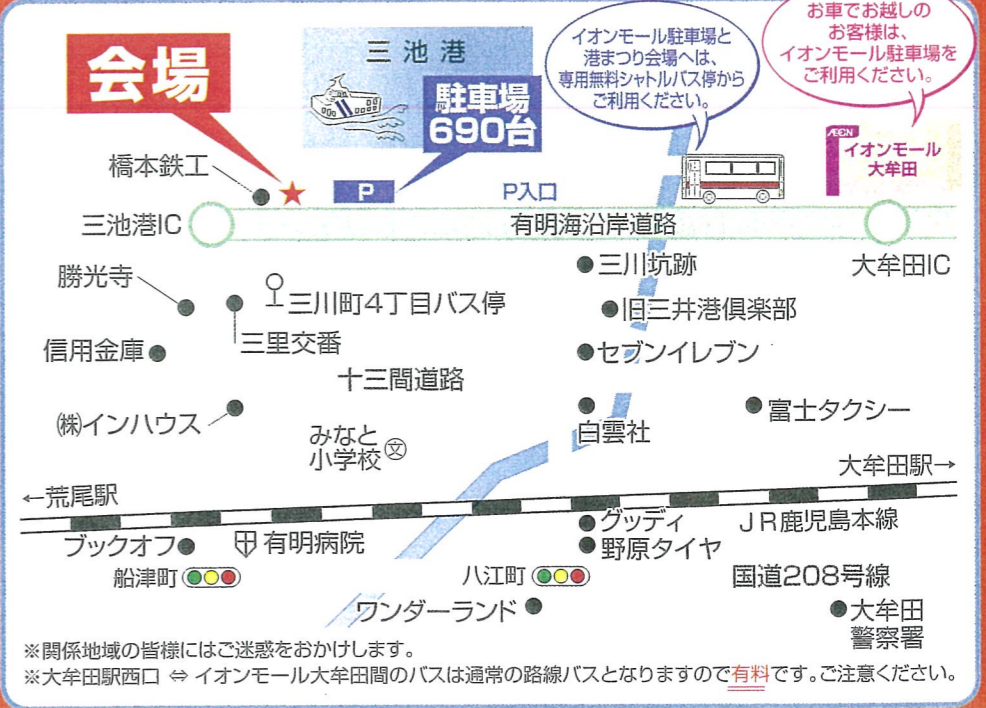 お車でお越しの
お客様は、
イオンモール駐車場を
ご利用ください。
イオンモール駐車場と
港まつり会場へは、
専用無料シャトルバス停から
ご利用ください。
会場
三池港
駐車場
690台
ÆON
イオンモール
大牟田
橋本鉄工
P
P入口
三池港IC
有明海沿岸道路
大牟田IC
三川坑跡
勝光寺
三川町4丁目バス停
旧三井港倶楽部
信用金庫
三里交番
セブンイレブン
十三間道路
㈱インハウス
みなと
小学校
文
白雲社
富士タクシー
大牟田駅→
←荒尾駅
グッディ
JR鹿児島本線
ブックオフ
有明病院
野原タイヤ
船津町
八江町
国道208号線
ワンダーランド
大牟田
警察署
※関係地域の皆様にはご迷惑をおかけします。
※大牟田駅西口 ⇔ イオンモール大牟田間のバスは通常の路線バスとなりますので有料です。ご注意ください。